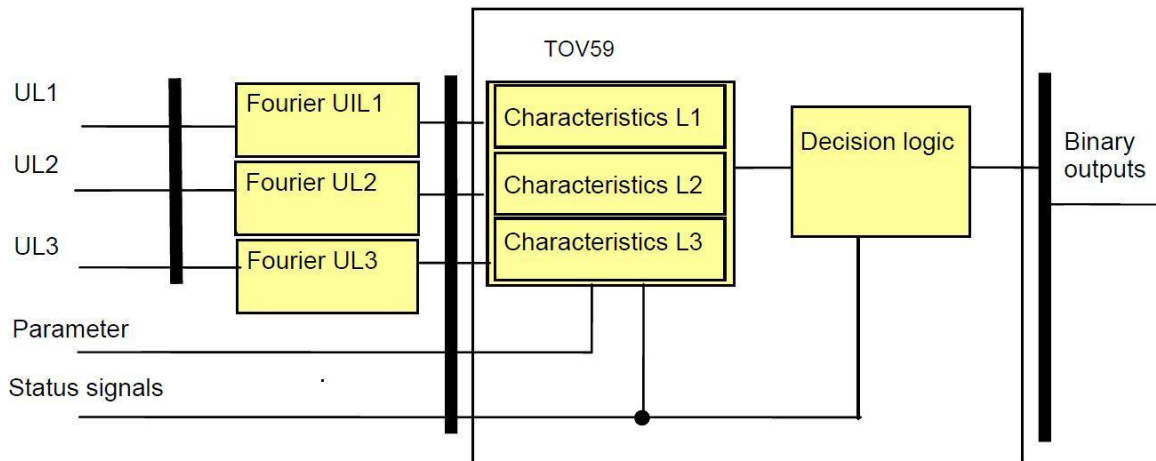 TOV59
UL1
Fourier UIL1
Characteristics L1
Decision logic
Binary
outputs
UL2
Fourier UL2
Characteristics L2
UL3
Fourier UL3
Characteristics L3
Parameter
Status signals